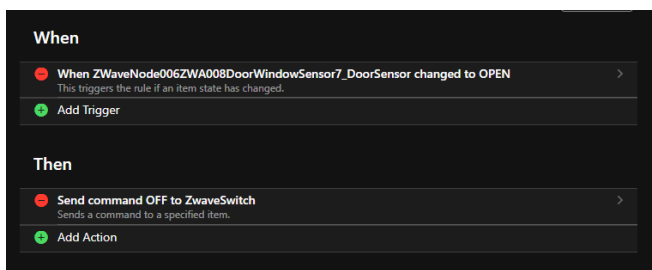 When
When ZWaveNode006ZWA008DoorWindowSensor7_DoorSensor changed to OPEN
This triggers the rule if an item state has changed.
Add Trigger
Then
Send command OFF to ZwaveSwitch
Sends a command to a specified item.
Add Action